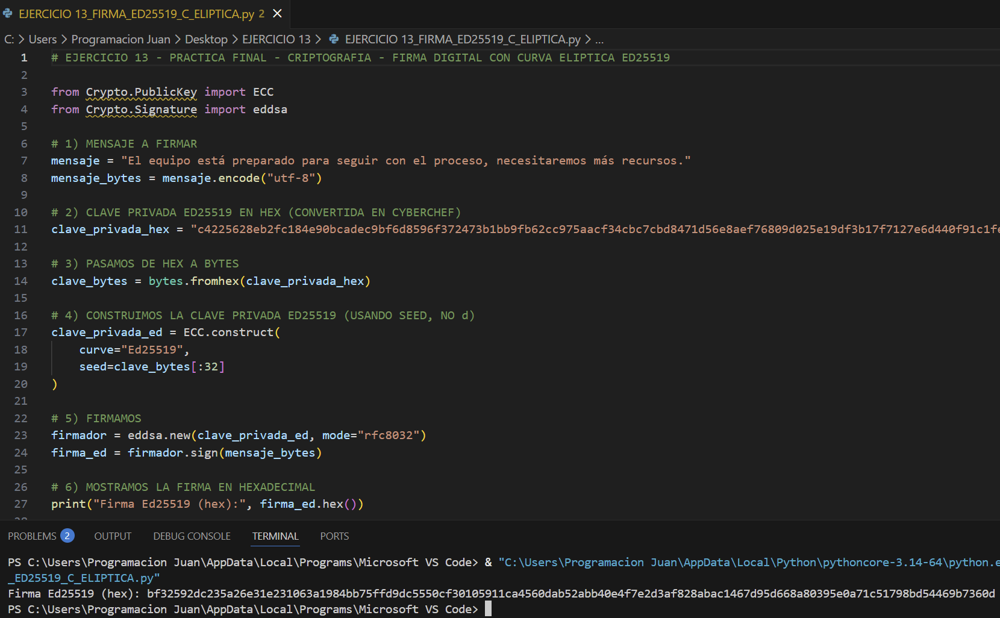 EJERCICIO 13_FIRMA_ED25519_C_ELIPTICA.py 2
C: > Users > Programacion Juan > Desktop > EJERCICIO 13 > EJERCICIO 13_FIRMA_ED25519_C_ELIPTICA.py > ...
1 # EJERCICIO 13 - PRACTICA FINAL - CRIPTOGRAFIA - FIRMA DIGITAL CON CURVA ELIPTICA ED25519
2
3 from Crypto.PublicKey import ECC
4 from Crypto.Signature import eddsa
5
6 # 1) MENSAJE A FIRMAR
7 mensaje = "El equipo está preparado para seguir con el proceso, necesitaremos más recursos."
8 mensaje_bytes = mensaje.encode("utf-8")
9
10 # 2) CLAVE PRIVADA ED25519 EN HEX (CONVERTIDA EN CYBERCHEF)
11 clave_privada_hex = "c4225628eb2fc184e90bcadec9bf6d8596f372473b1bb9fb62cc975aacf34cbc7cbd8471d56e8aef76809d025e19df3b17f7127e6d440f91c1fe
12
13 # 3) PASAMOS DE HEX A BYTES
14 clave_bytes = bytes.fromhex(clave_privada_hex)
15
16 # 4) CONSTRUIMOS LA CLAVE PRIVADA ED25519 (USANDO SEED, NO d)
17 clave_privada_ed = ECC.construct(
18 curve="Ed25519",
19 seed=clave_bytes[:32]
20 )
21
22 # 5) FIRMAMOS
23 firmador = eddsa.new(clave_privada_ed, mode="rfc8032")
24 firma_ed = firmador.sign(mensaje_bytes)
25
26 # 6) MOSTRAMOS LA FIRMA EN HEXADECIMAL
27 print("Firma Ed25519 (hex):", firma_ed.hex())
PROBLEMS 2 OUTPUT DEBUG CONSOLE TERMINAL PORTS
PS C:\Users\Programacion Juan\AppData\Local\Programs\Microsoft VS Code> & "C:\Users\Programacion Juan\AppData\Local\Python\pythoncore-3.14-64\python.e
_ED25519_C_ELIPTICA.py"
Firma Ed25519 (hex): bf32592dc235a26e31e231063a1984bb75ffd9dc5550cf30105911ca4560dab52abb40e4f7e2d3af828abac1467d95d668a80395e0a71c51798bd54469b7360d
PS C:\Users\Programacion Juan\AppData\Local\Programs\Microsoft VS Code>